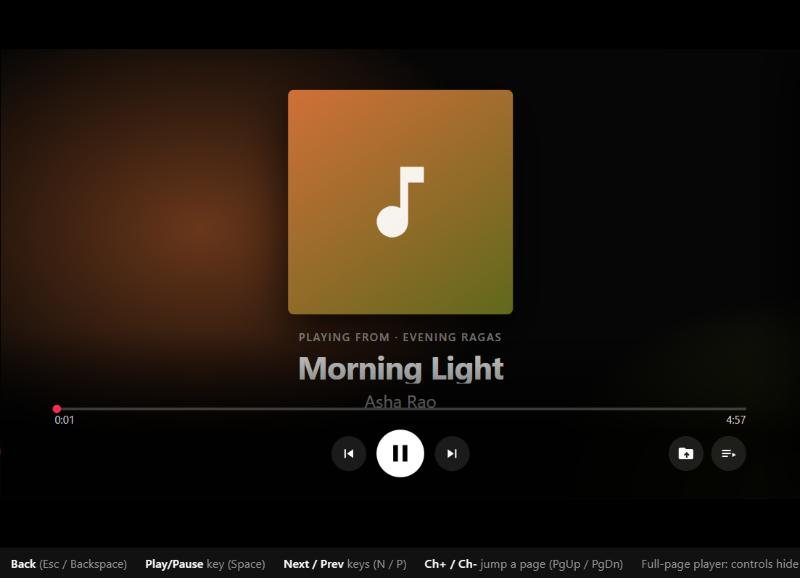 PLAYING FROM · EVENING RAGAS
Morning Light
Asha Rao
0:01 4:57
Back (Esc / Backspace) Play/Pause key (Space) Next / Prev keys (N / P) Ch+ / Ch- jump a page (PgUp / PgDn) Full-page player: controls hide